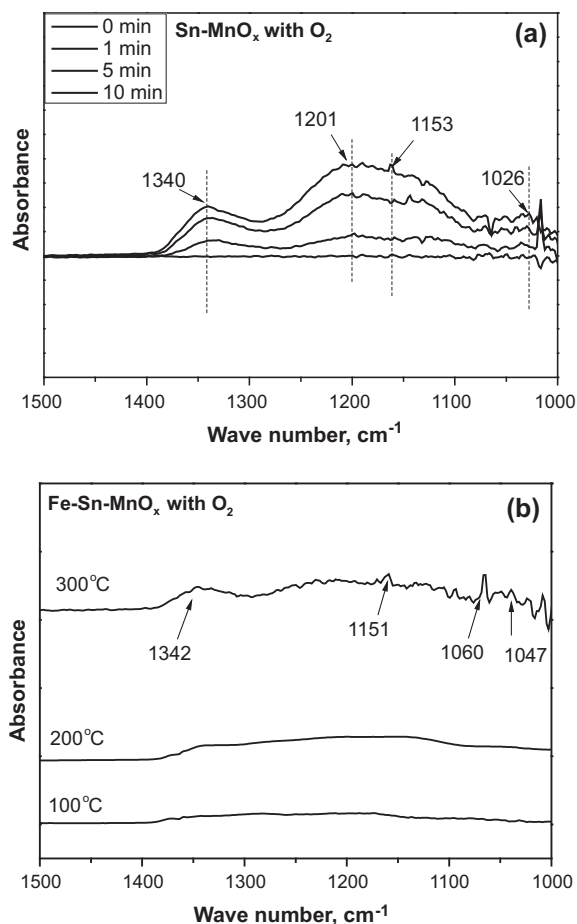 0 min
1 min
5 min
10 min
Sn-MnOx with O2
(a)
1201
1153
1340
1026
Absorbance
1500 1400 1300 1200 1100 1000
Wave number, cm-1
Fe-Sn-MnOx with O2
(b)
300°C
1342
1151
1060
1047
Absorbance
200°C
100°C
1500 1400 1300 1200 1100 1000
Wave number, cm-1